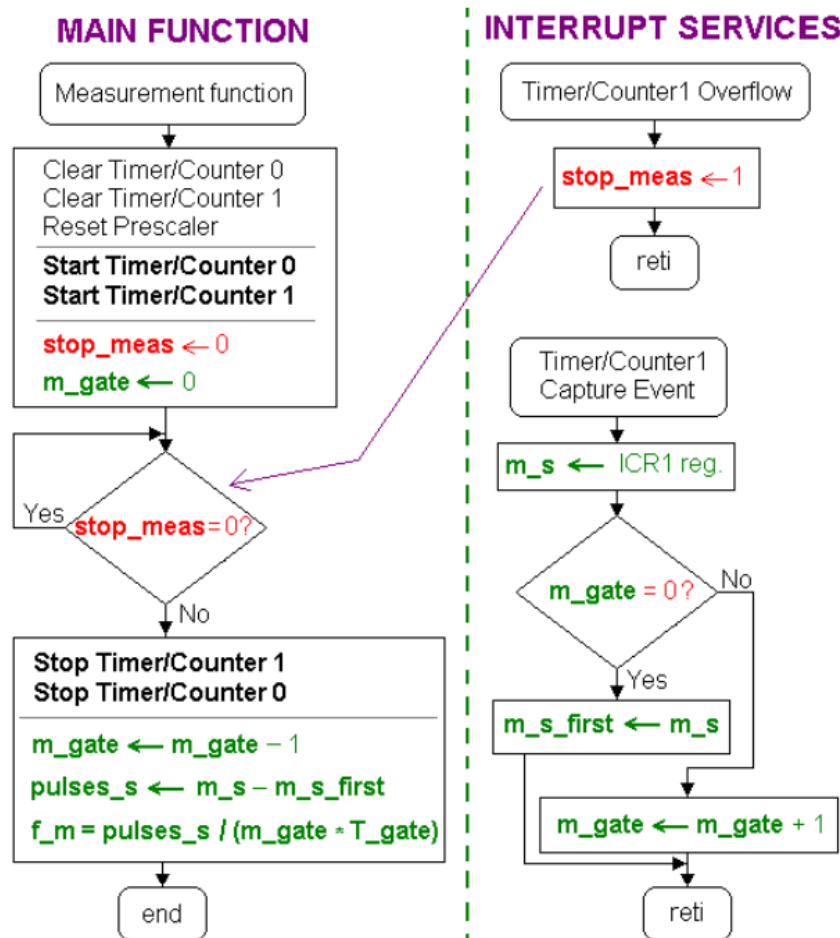 MAIN FUNCTION
Measurement function
Clear Timer/Counter 0
Clear Timer/Counter 1
Reset Prescaler
Start Timer/Counter 0
Start Timer/Counter 1
stop_meas ← 0
m_gate ← 0
Yes
stop_meas = 0?
No
Stop Timer/Counter 1
Stop Timer/Counter 0
m_gate ← m_gate − 1
pulses_s ← m_s − m_s_first
f_m = pulses_s / (m_gate * T_gate)
end
INTERRUPT SERVICES
Timer/Counter1 Overflow
stop_meas ← 1
reti
Timer/Counter1
Capture Event
m_s ← ICR1 reg.
m_gate = 0?
No
Yes
m_s_first ← m_s
m_gate ← m_gate + 1
reti